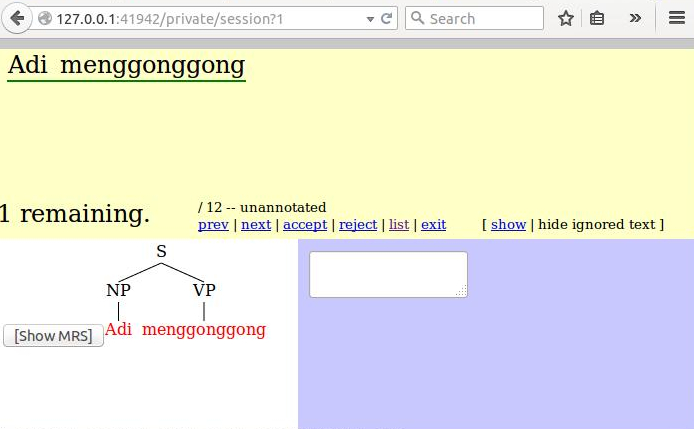 127.0.0.1:41942/private/session?1
Search
Adi menggonggong
1 remaining.
/ 12 -- unannotated
prev | next | accept | reject | list | exit [ show | hide ignored text ]
S
NP VP
[Show MRS]
Adi menggonggong